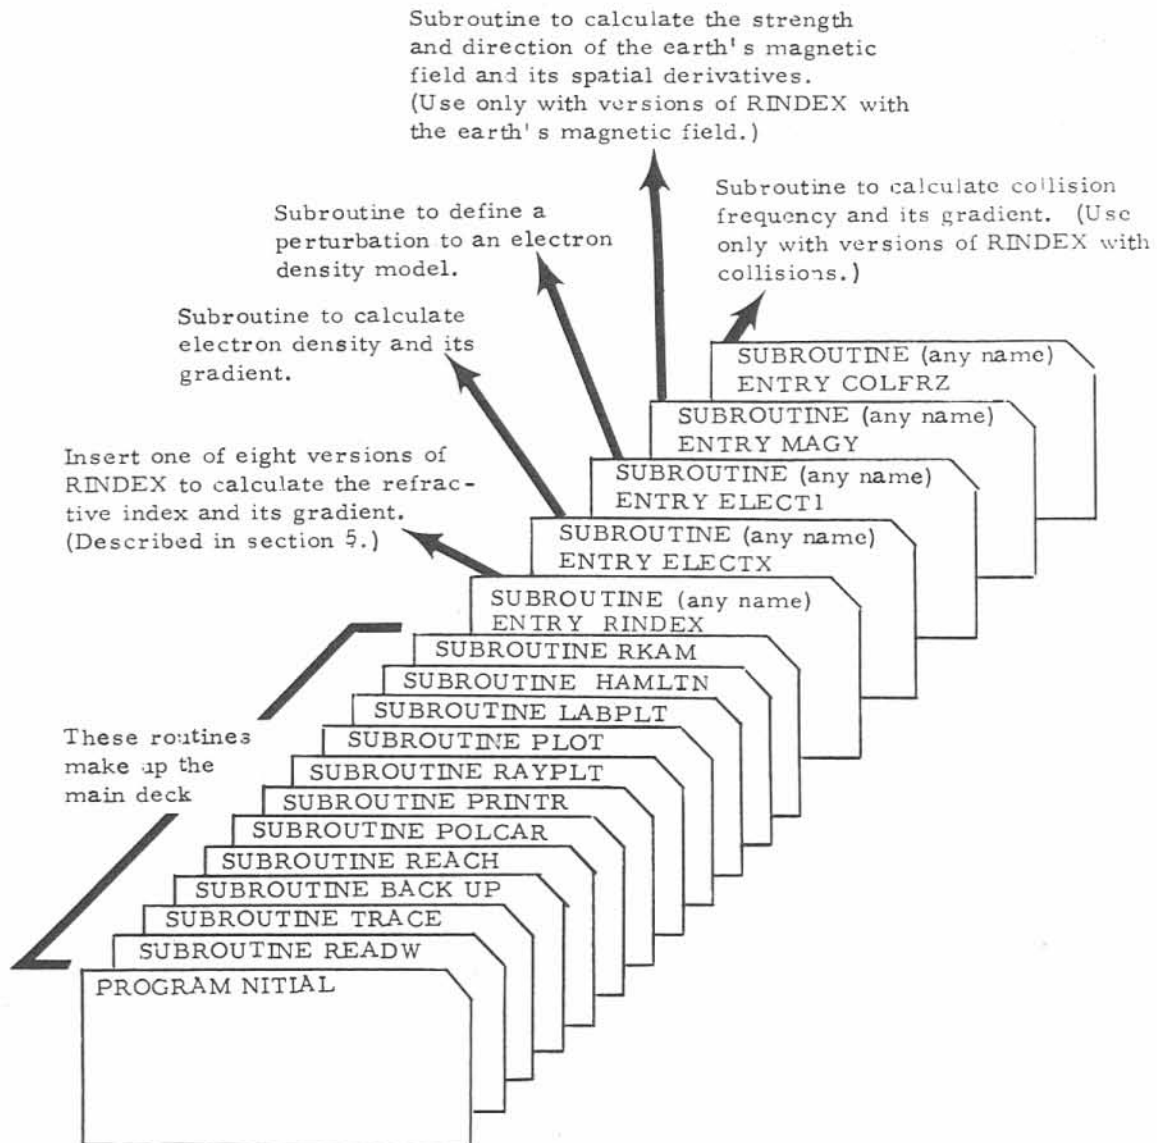 Subroutine to calculate the strength
and direction of the earth's magnetic
field and its spatial derivatives.
(Use only with versions of RINDEX with
the earth's magnetic field.)
Subroutine to calculate collision
frequency and its gradient. (Use
only with versions of RINDEX with
collisions.)
Subroutine to define a
perturbation to an electron
density model.
Subroutine to calculate
electron density and its
gradient.
Insert one of eight versions of
RINDEX to calculate the refrac-
tive index and its gradient.
(Described in section 5.)
SUBROUTINE (any name)
ENTRY COLFRZ
SUBROUTINE (any name)
ENTRY MAGY
SUBROUTINE (any name)
ENTRY ELECT1
SUBROUTINE (any name)
ENTRY ELECTX
SUBROUTINE (any name)
ENTRY RINDEX
SUBROUTINE RKAM
SUBROUTINE HAMLTN
SUBROUTINE LABPLT
SUBROUTINE PLOT
SUBROUTINE RAYPLT
SUBROUTINE PRINTR
SUBROUTINE POLCAR
SUBROUTINE REACH
SUBROUTINE BACK UP
SUBROUTINE TRACE
SUBROUTINE READW
PROGRAM NITIAL
These routines
make up the
main deck